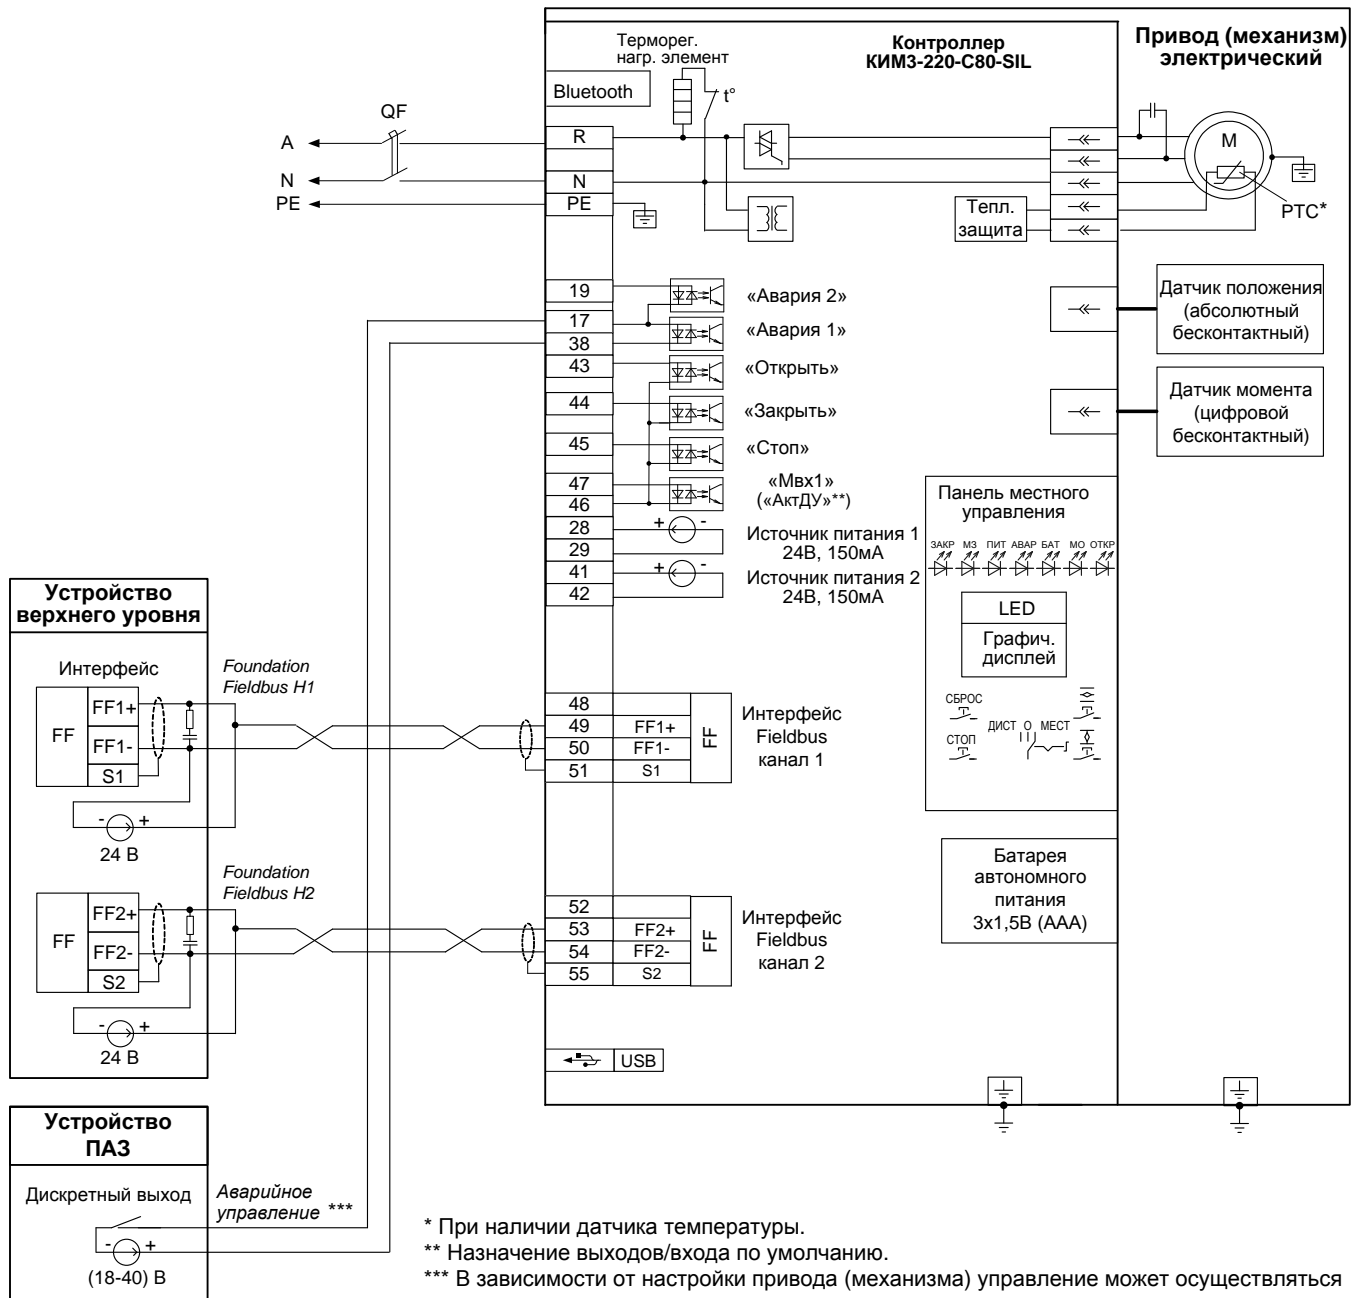 Контроллер
КИМ3-220-С80-SIL
Привод (механизм)
электрический
Терморег.
нагр. элемент
Bluetooth
t°
QF
A
N
PE
R
N
PE
M
PTC*
Тепл.
защита
19
17
38
43
44
45
47
46
28
29
41
42
«Авария 2»
«Авария 1»
«Открыть»
«Закрыть»
«Стоп»
«Мвх1»
(«АктДУ»**)
+ -
Источник питания 1
24В, 150мА
+ -
Источник питания 2
24В, 150мА
Датчик положения
(абсолютный
бесконтактный)
Датчик момента
(цифровой
бесконтактный)
Панель местного
управления
ЗАКР МЗ ПИТ АВАР БАТ МО ОТКР
LED
Графич.
дисплей
СБРОС
СТОП
ДИСТ О МЕСТ
Батарея
автономного
питания
3х1,5В (ААА)
Устройство
верхнего уровня
Интерфейс
FF
FF1+
FF1-
S1
- +
24 В
Foundation
Fieldbus H1
48
49 FF1+
50 FF1-
51 S1
FF
Интерфейс
Fieldbus
канал 1
FF
FF2+
FF2-
S2
- +
24 В
Foundation
Fieldbus H2
52
53 FF2+
54 FF2-
55 S2
FF
Интерфейс
Fieldbus
канал 2
USB
Устройство
ПАЗ
Дискретный выход
- +
(18-40) В
Аварийное
управление ***
* При наличии датчика температуры.
** Назначение выходов/входа по умолчанию.
*** В зависимости от настройки привода (механизма) управление может осуществляться